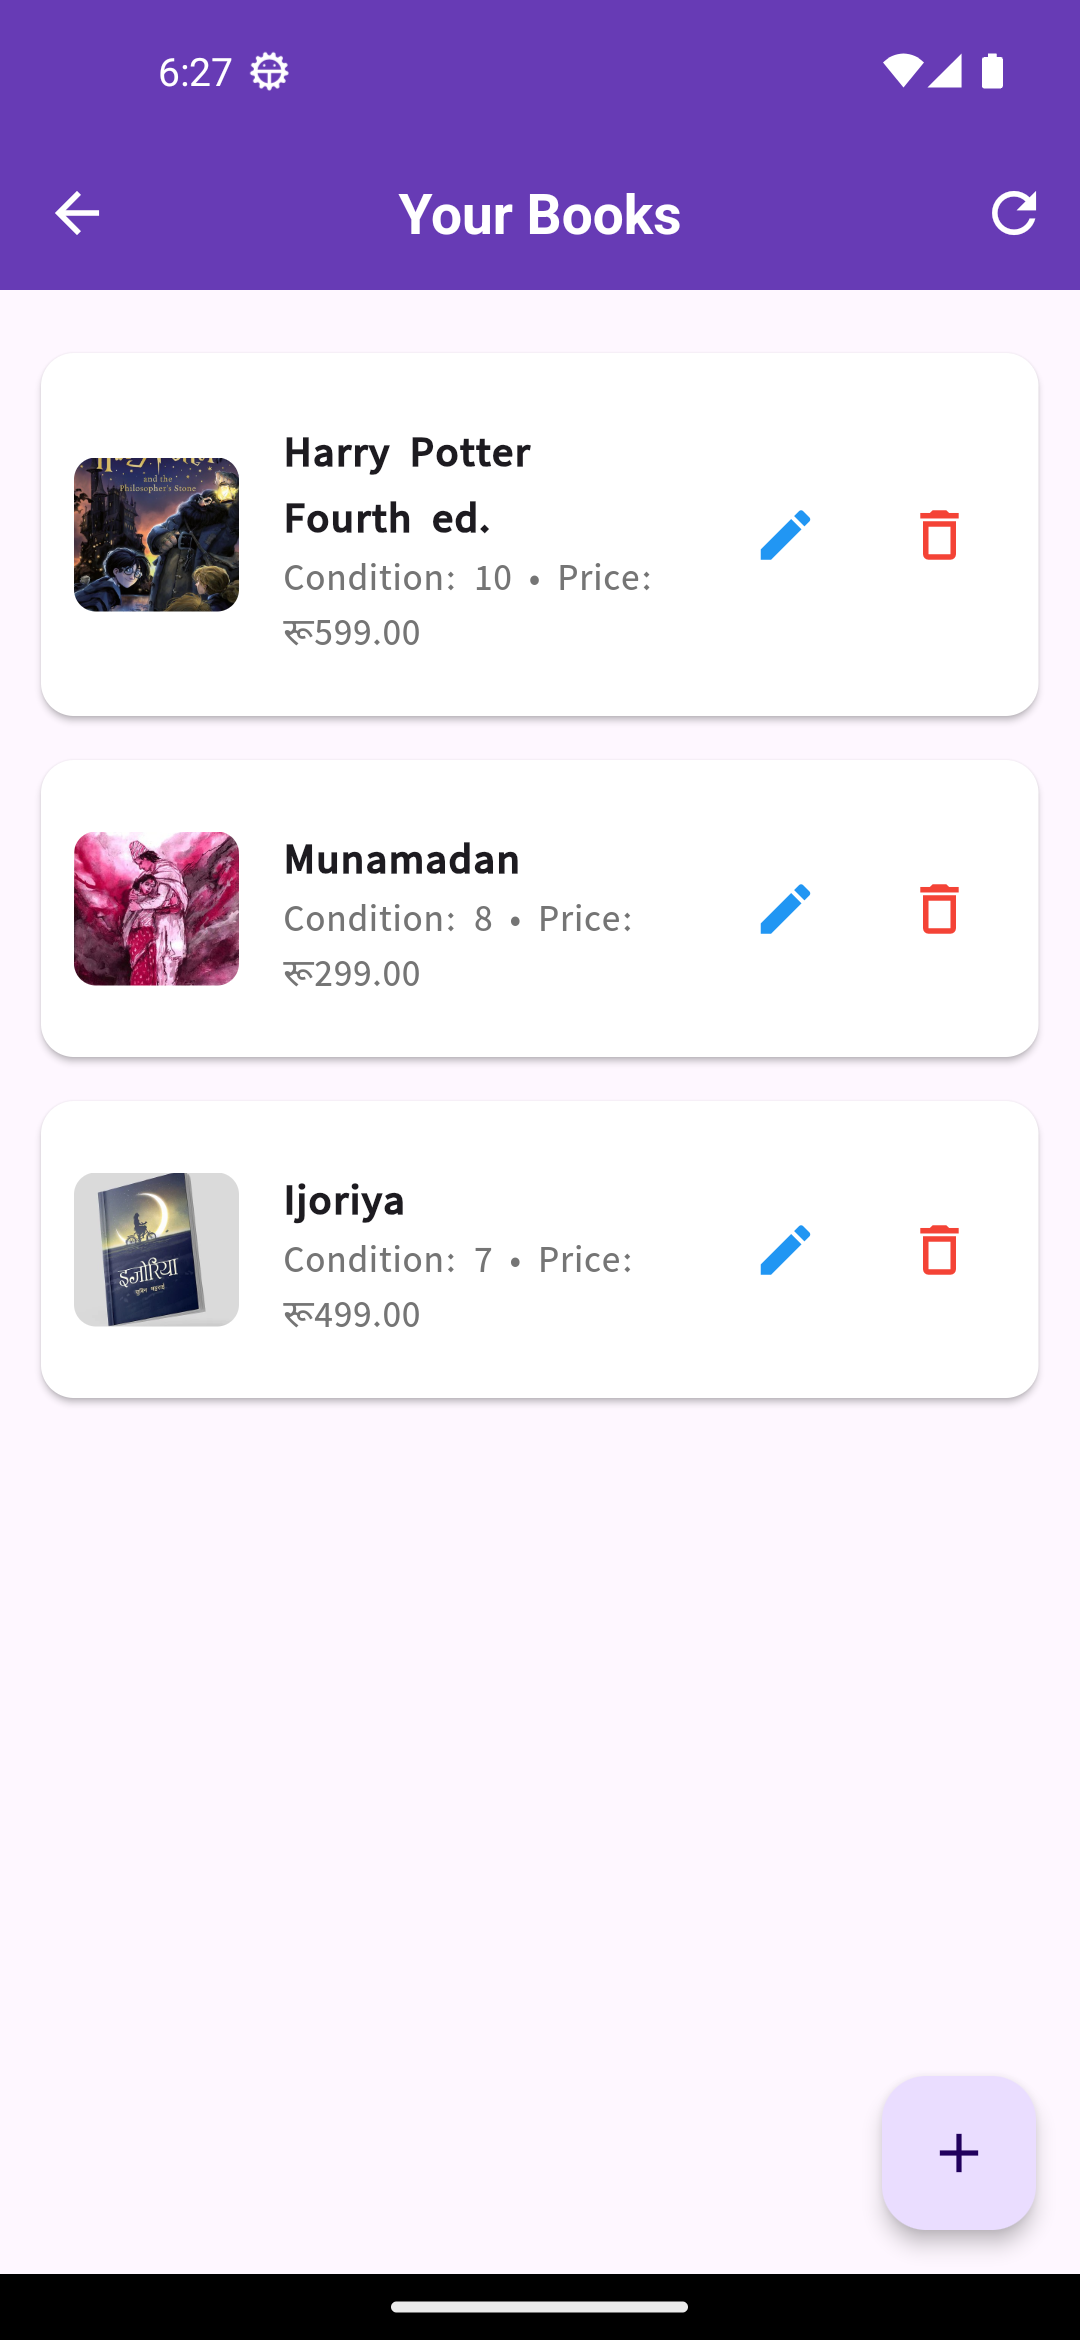 6:27
Your Books
and the
Philosopher's Stone
Harry Potter
Fourth ed.
Condition: 10 • Price:
रू599.00
Munamadan
Condition: 8 • Price:
रू299.00
इजोरिया
Ijoriya
Condition: 7 • Price:
रू499.00